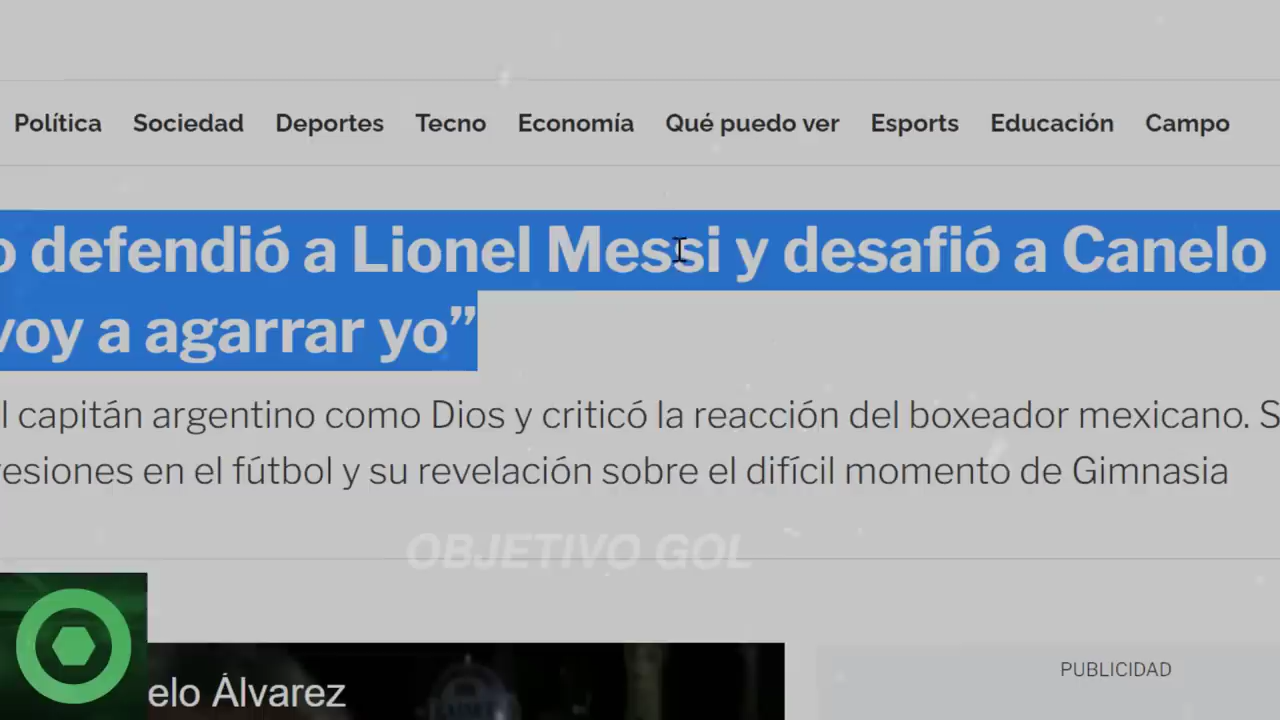 Política Sociedad Deportes Tecno Economía Qué puedo ver Esports Educación Campo
o defendió a Lionel Messi y desafió a Canelo
voy a agarrar yo”
l capitán argentino como Dios y criticó la reacción del boxeador mexicano. S
resiones en el fútbol y su revelación sobre el difícil momento de Gimnasia
OBJETIVO GOL
PUBLICIDAD
elo Álvarez